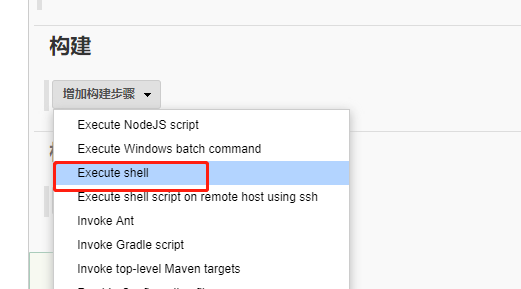 构建
增加构建步骤
Execute NodeJS script
Execute Windows batch command
Execute shell
Execute shell script on remote host using ssh
Invoke Ant
Invoke Gradle script
Invoke top-level Maven targets